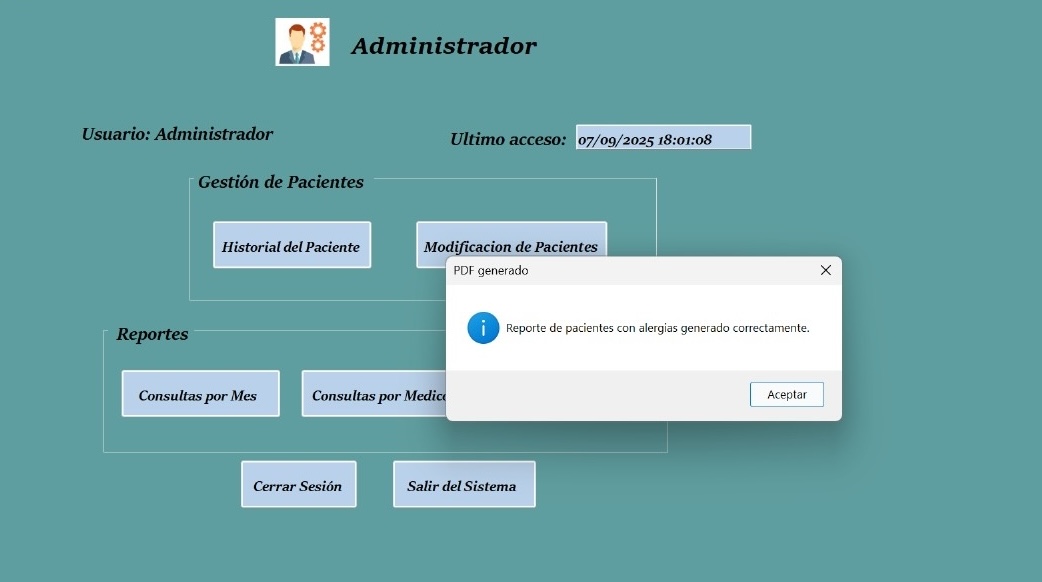 Administrador
Usuario: Administrador
Ultimo acceso: 07/09/2025 18:01:08
Gestión de Pacientes
Historial del Paciente
Modificacion de Pacientes
PDF generado
Reporte de pacientes con alergias generado correctamente.
Aceptar
Reportes
Consultas por Mes
Consultas por
Cerrar Sesión
Salir del Sistema